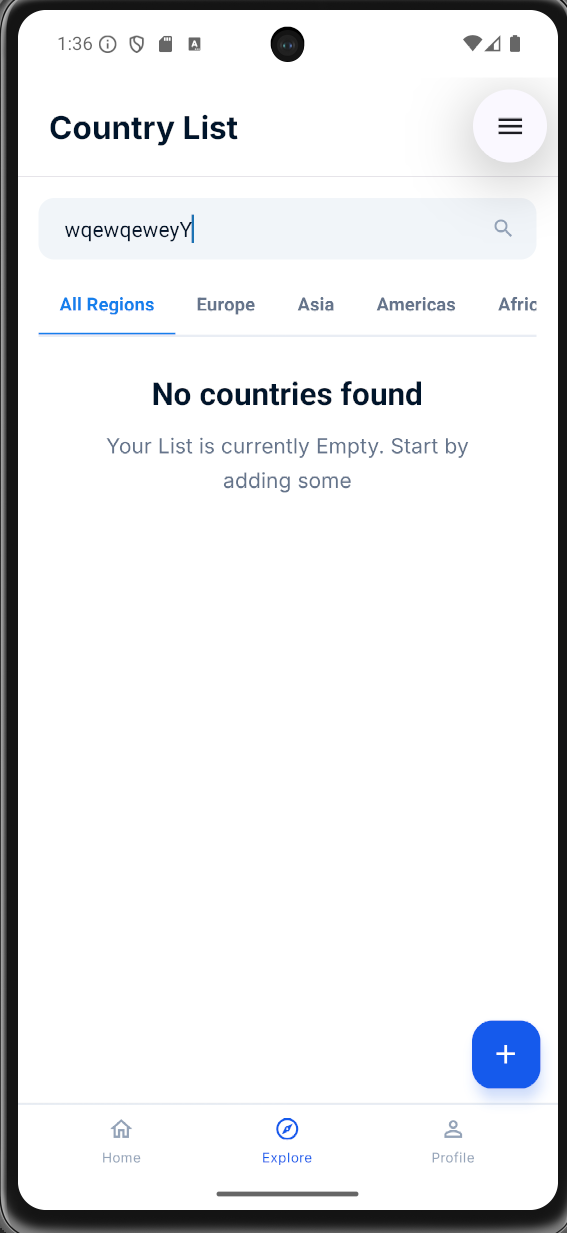 1:36
Country List
wqewqeweyY
All Regions Europe Asia Americas Afric
No countries found
Your List is currently Empty. Start by
adding some
Home Explore Profile